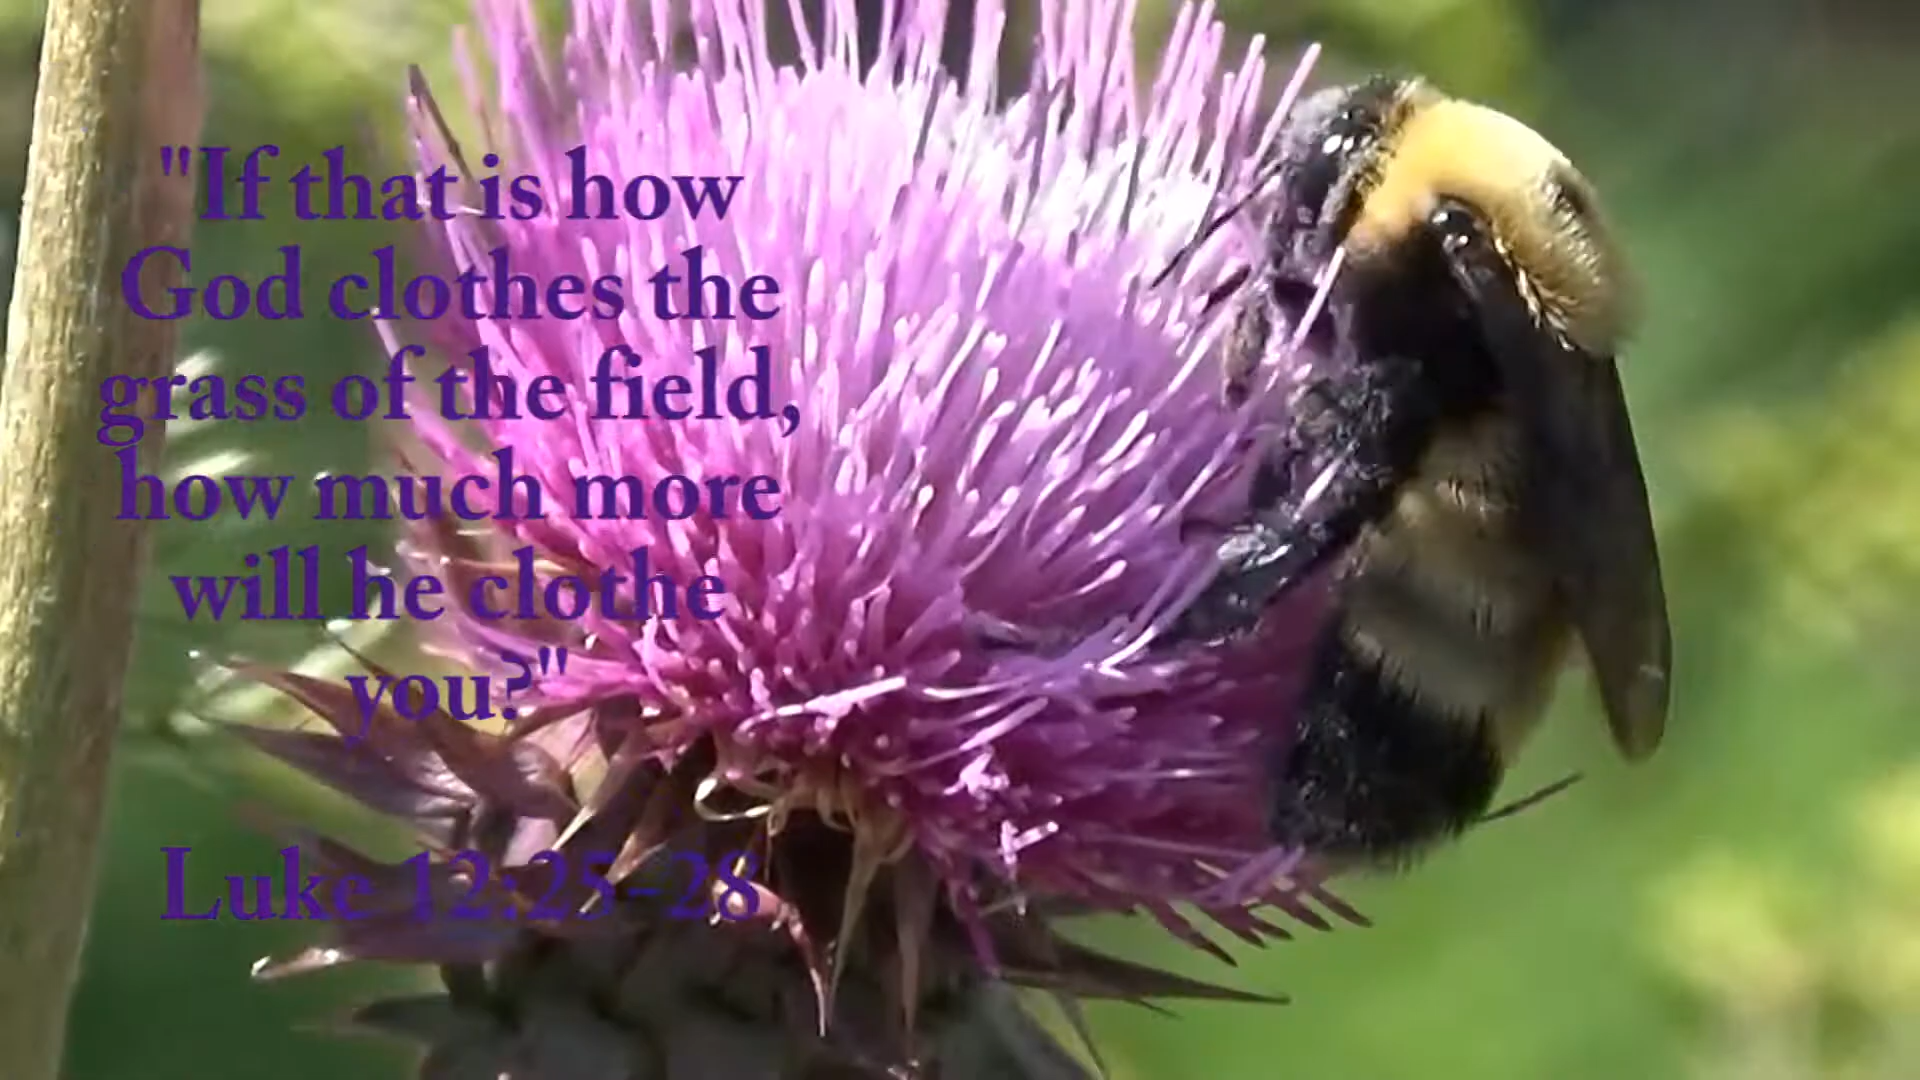 "If that is how
God clothes the
grass of the field,
how much more
will he clothe
you?"
Luke 12:25-28